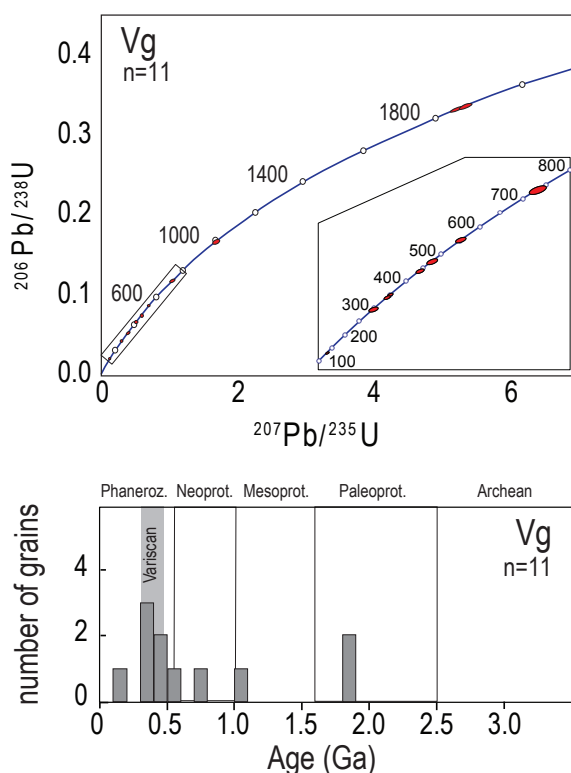 Vg
n=11
0.4
0.3
0.2
0.1
0.0
206Pb/238U
600
1000
1400
1800
100
200
300
400
500
600
700
800
0
2
4
6
207Pb/235U
Phaneroz.
Neoprot.
Mesoprot.
Paleoprot.
Archean
Variscan
Vg
n=11
number of grains
4
2
0
0
0.5
1.0
1.5
2.0
2.5
3.0
Age (Ga)